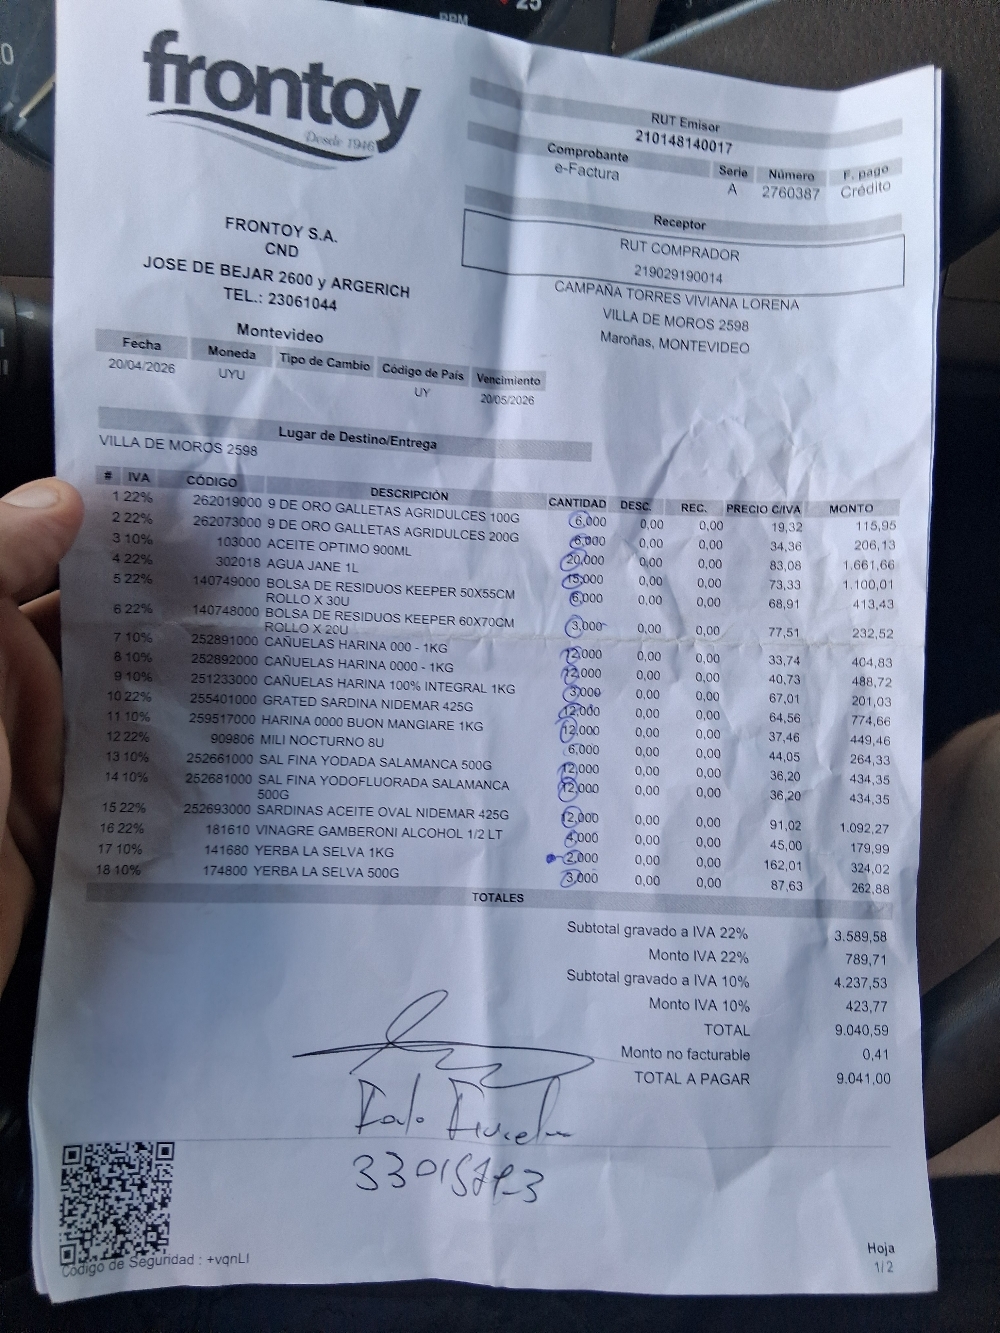 frontoy
Desde 1946
RUT Emisor
210148140017
Comprobante Serie Número F. pago
e-Factura A 2760387 Crédito
Receptor
RUT COMPRADOR
219029190014
CAMPAÑA TORRES VIVIANA LORENA
VILLA DE MOROS 2598
Maroñas, MONTEVIDEO
FRONTOY S.A.
CND
JOSE DE BEJAR 2600 y ARGERICH
TEL.: 23061044
Montevideo
Fecha Moneda Tipo de Cambio Código de País Vencimiento
20/04/2026 UYU UY 20/05/2026
Lugar de Destino/Entrega
VILLA DE MOROS 2598
# IVA CÓDIGO DESCRIPCIÓN CANTIDAD DESC. REC. PRECIO C/IVA MONTO
1 22% 262019000 9 DE ORO GALLETAS AGRIDULCES 100G 6,000 0,00 0,00 19,32 115,95
2 22% 262073000 9 DE ORO GALLETAS AGRIDULCES 200G 6,000 0,00 0,00 34,36 206,13
3 10% 103000 ACEITE OPTIMO 900ML 20,000 0,00 0,00 83,08 1.661,66
4 22% 302018 AGUA JANE 1L 15,000 0,00 0,00 73,33 1.100,01
5 22% 140749000 BOLSA DE RESIDUOS KEEPER 50X55CM 6,000 0,00 0,00 68,91 413,43
ROLLO X 30U
6 22% 140748000 BOLSA DE RESIDUOS KEEPER 60X70CM 3,000 0,00 0,00 77,51 232,52
ROLLO X 20U
7 10% 252891000 CAÑUELAS HARINA 000 - 1KG 12,000 0,00 0,00 33,74 404,83
8 10% 252892000 CAÑUELAS HARINA 0000 - 1KG 12,000 0,00 0,00 40,73 488,72
9 10% 251233000 CAÑUELAS HARINA 100% INTEGRAL 1KG 3,000 0,00 0,00 67,01 201,03
10 22% 255401000 GRATED SARDINA NIDEMAR 425G 12,000 0,00 0,00 64,56 774,66
11 10% 259517000 HARINA 0000 BUON MANGIARE 1KG 12,000 0,00 0,00 37,46 449,46
12 22% 909806 MILI NOCTURNO 8U 6,000 0,00 0,00 44,05 264,33
13 10% 252661000 SAL FINA YODADA SALAMANCA 500G 12,000 0,00 0,00 36,20 434,35
14 10% 252681000 SAL FINA YODOFLUORADA SALAMANCA 12,000 0,00 0,00 36,20 434,35
500G
15 22% 252693000 SARDINAS ACEITE OVAL NIDEMAR 425G 12,000 0,00 0,00 91,02 1.092,27
16 22% 181610 VINAGRE GAMBERONI ALCOHOL 1/2 LT 4,000 0,00 0,00 45,00 179,99
17 10% 141680 YERBA LA SELVA 1KG 2,000 0,00 0,00 162,01 324,02
18 10% 174800 YERBA LA SELVA 500G 3,000 0,00 0,00 87,63 262,88
TOTALES
Subtotal gravado a IVA 22% 3.589,58
Monto IVA 22% 789,71
Subtotal gravado a IVA 10% 4.237,53
Monto IVA 10% 423,77
TOTAL 9.040,59
Monto no facturable 0,41
TOTAL A PAGAR 9.041,00
Código de Seguridad : +vqnLI
Hoja
1/2